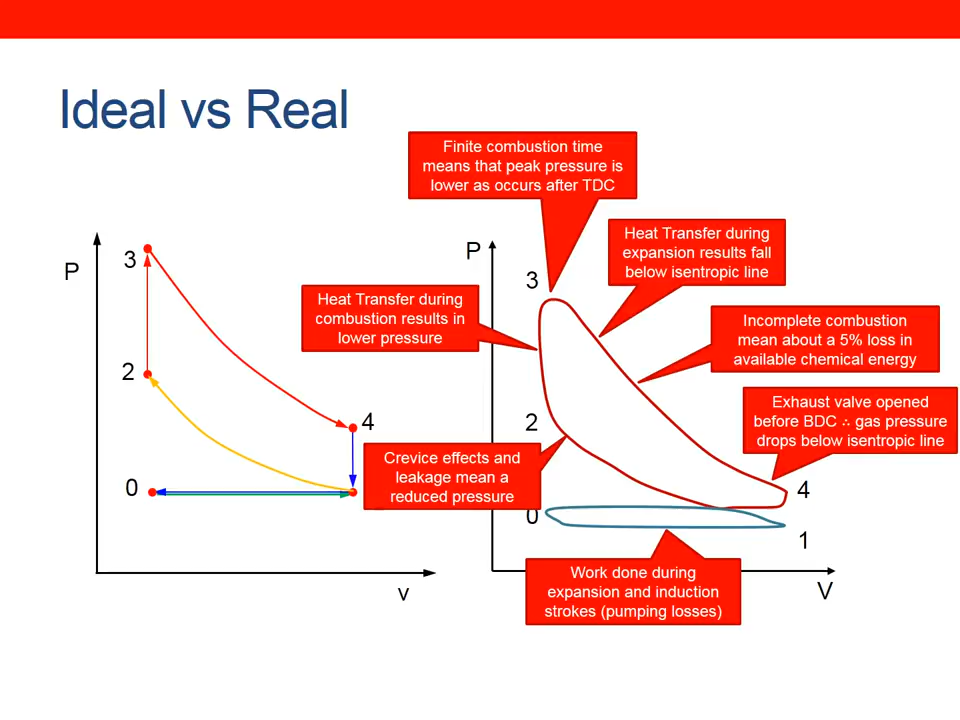 Ideal vs Real
P
3
2
4
0
v
P
3
2
0
4
1
V
Finite combustion time
means that peak pressure is
lower as occurs after TDC
Heat Transfer during
expansion results fall
below isentropic line
Heat Transfer during
combustion results in
lower pressure
Incomplete combustion
mean about a 5% loss in
available chemical energy
Exhaust valve opened
before BDC ∴ gas pressure
drops below isentropic line
Crevice effects and
leakage mean a
reduced pressure
Work done during
expansion and induction
strokes (pumping losses)